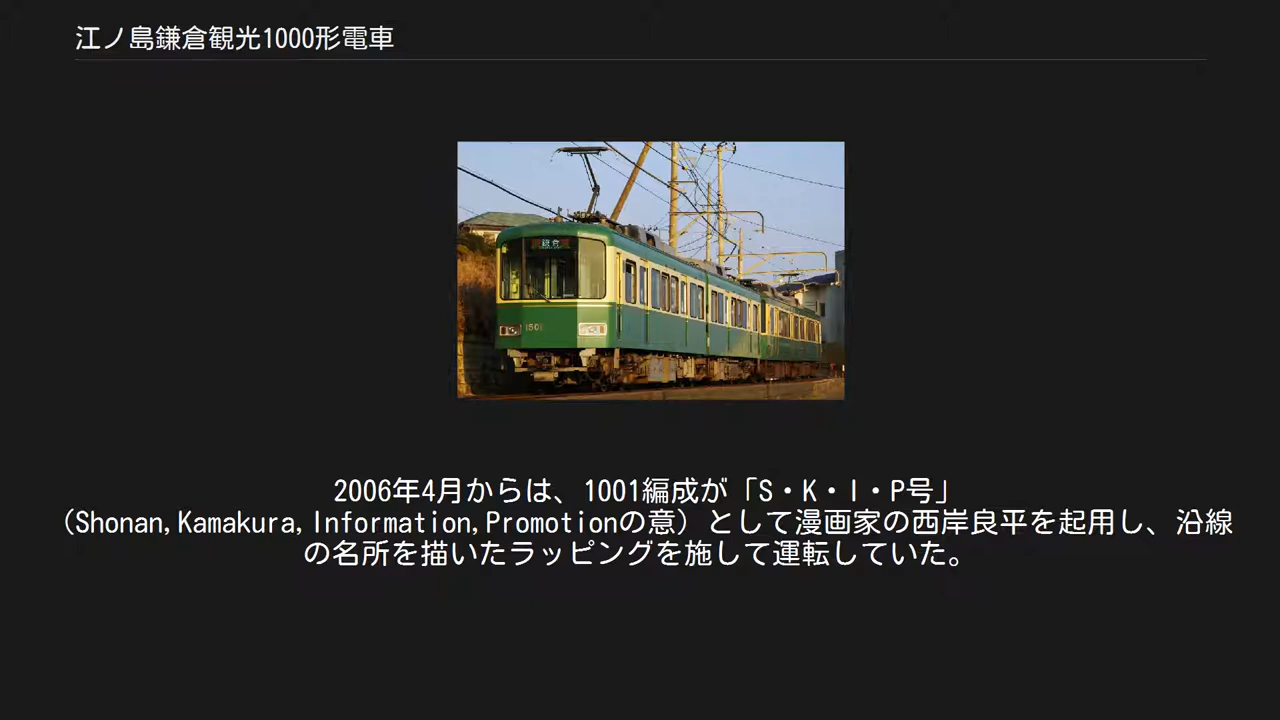 江ノ島鎌倉観光1000形電車
鎌倉
1501
2006年4月からは、1001編成が「S・K・I・P号」
（Shonan,Kamakura,Information,Promotionの意）として漫画家の西岸良平を起用し、沿線
の名所を描いたラッピングを施して運転していた。